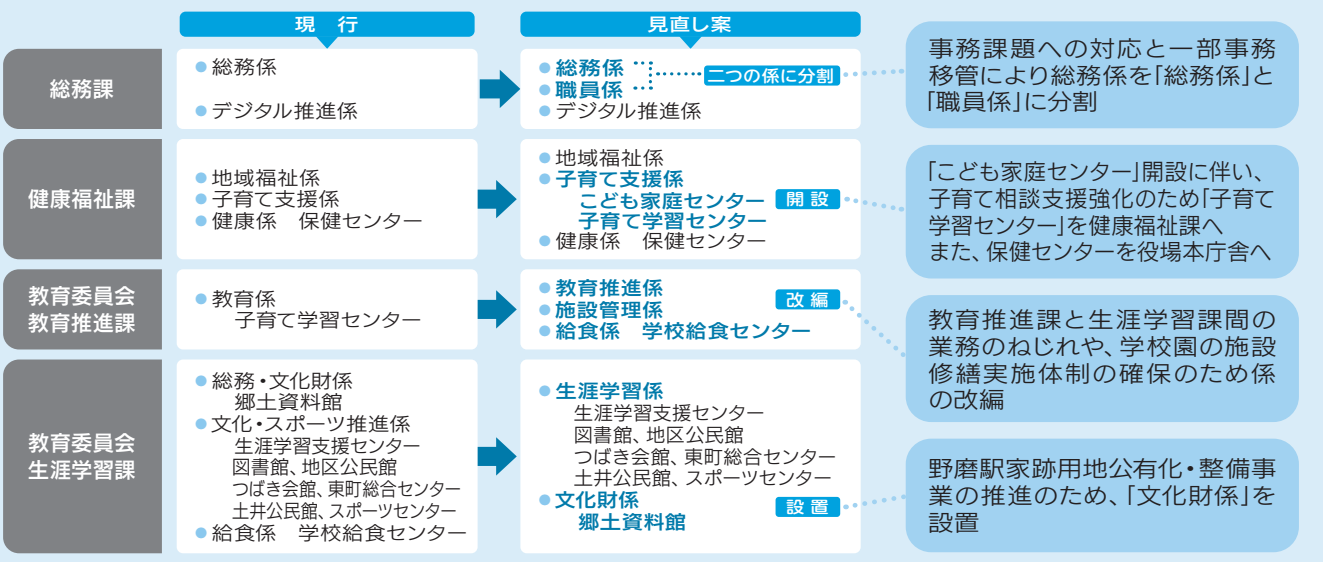 現 行
見直し案
総務課
●総務係
●デジタル推進係
●総務係
●職員係
二つの係に分割
●デジタル推進係
事務課題への対応と一部事務
移管により総務係を「総務係」と
「職員係」に分割
健康福祉課
●地域福祉係
●子育て支援係
●健康係　保健センター
●地域福祉係
●子育て支援係
こども家庭センター
開設
子育て学習センター
●健康係　保健センター
「こども家庭センター」開設に伴い、
子育て相談支援強化のため「子育て
学習センター」を健康福祉課へ
また、保健センターを役場本庁舎へ
教育委員会
教育推進課
●教育係
子育て学習センター
●教育推進係
改編
●施設管理係
●給食係　学校給食センター
教育推進課と生涯学習課間の
業務のねじれや、学校園の施設
修繕実施体制の確保のため係
の改編
教育委員会
生涯学習課
●総務・文化財係
郷土資料館
●文化・スポーツ推進係
生涯学習支援センター
図書館、地区公民館
つばき会館、東町総合センター
土井公民館、スポーツセンター
●給食係　学校給食センター
●生涯学習係
生涯学習支援センター
図書館、地区公民館
つばき会館、東町総合センター
土井公民館、スポーツセンター
●文化財係
設置
郷土資料館
野磨駅家跡用地公有化・整備事
業の推進のため、「文化財係」を
設置